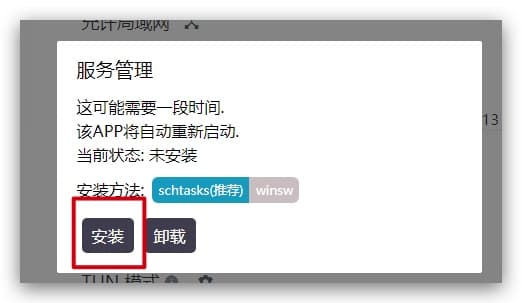 允许局域网
服务管理
这可能需要一段时间.
该APP将自动重新启动.
13
当前状态: 未安装
安装方法: schtasks(推荐) winsw
安装 卸载
TUN 模式